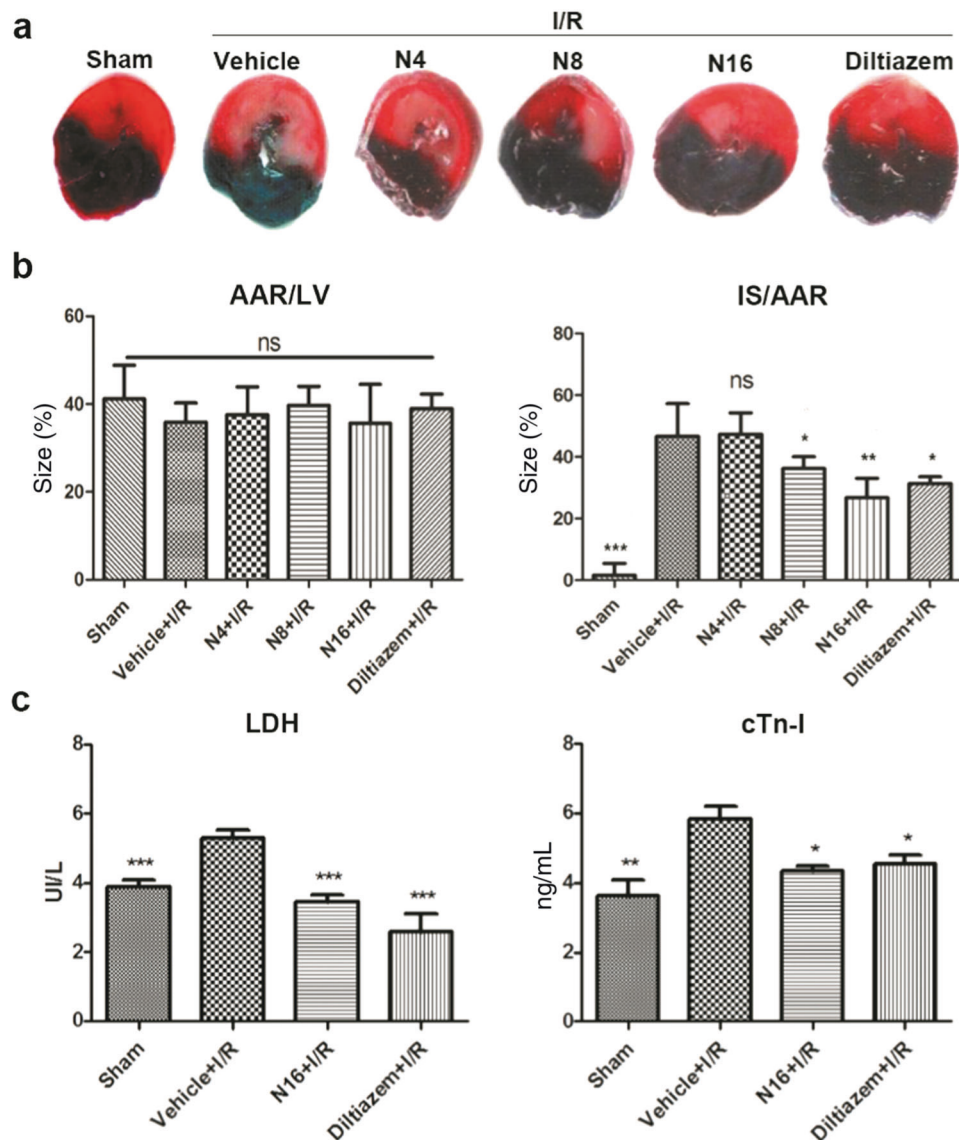 a
I/R
Sham Vehicle N4 N8 N16 Diltiazem
b
AAR/LV
ns
Size (%)
60
40
20
0
Sham
Vehicle+I/R
N4+I/R
N8+I/R
N16+I/R
Diltiazem+I/R
IS/AAR
Size (%)
80
60
40
20
0
***
ns
*
**
*
Sham
Vehicle+I/R
N4+I/R
N8+I/R
N16+I/R
Diltiazem+I/R
c
LDH
UI/L
8
6
4
2
0
***
***
***
Sham
Vehicle+I/R
N16+I/R
Diltiazem+I/R
cTn-I
ng/mL
8
6
4
2
0
**
*
*
Sham
Vehicle+I/R
N16+I/R
Diltiazem+I/R